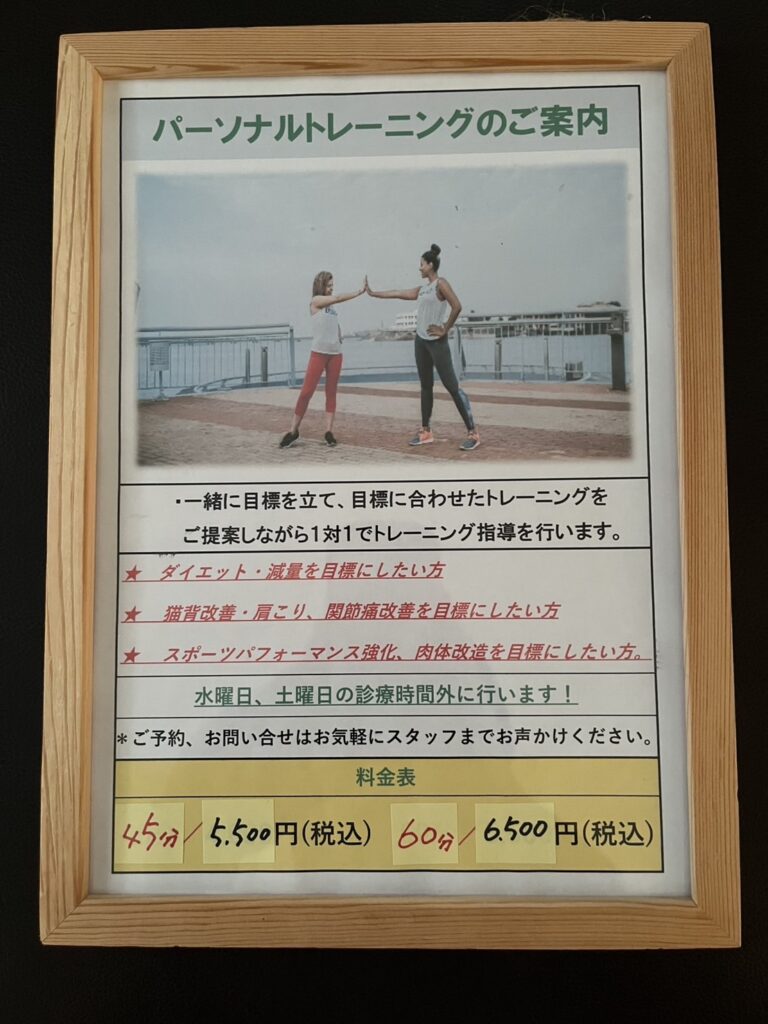 パーソナルトレーニングのご案内
・一緒に目標を立て、目標に合わせたトレーニングを
ご提案しながら1対1でトレーニング指導を行います。
★ ダイエット・減量を目標にしたい方
★ 猫背改善・肩こり、関節痛改善を目標にしたい方
★ スポーツパフォーマンス強化、肉体改造を目標にしたい方。
水曜日、土曜日の診療時間外に行います！
＊ご予約、お問い合せはお気軽にスタッフまでお声かけください。
料金表
45分/5.500円(税込) 60分/6.500円(税込)